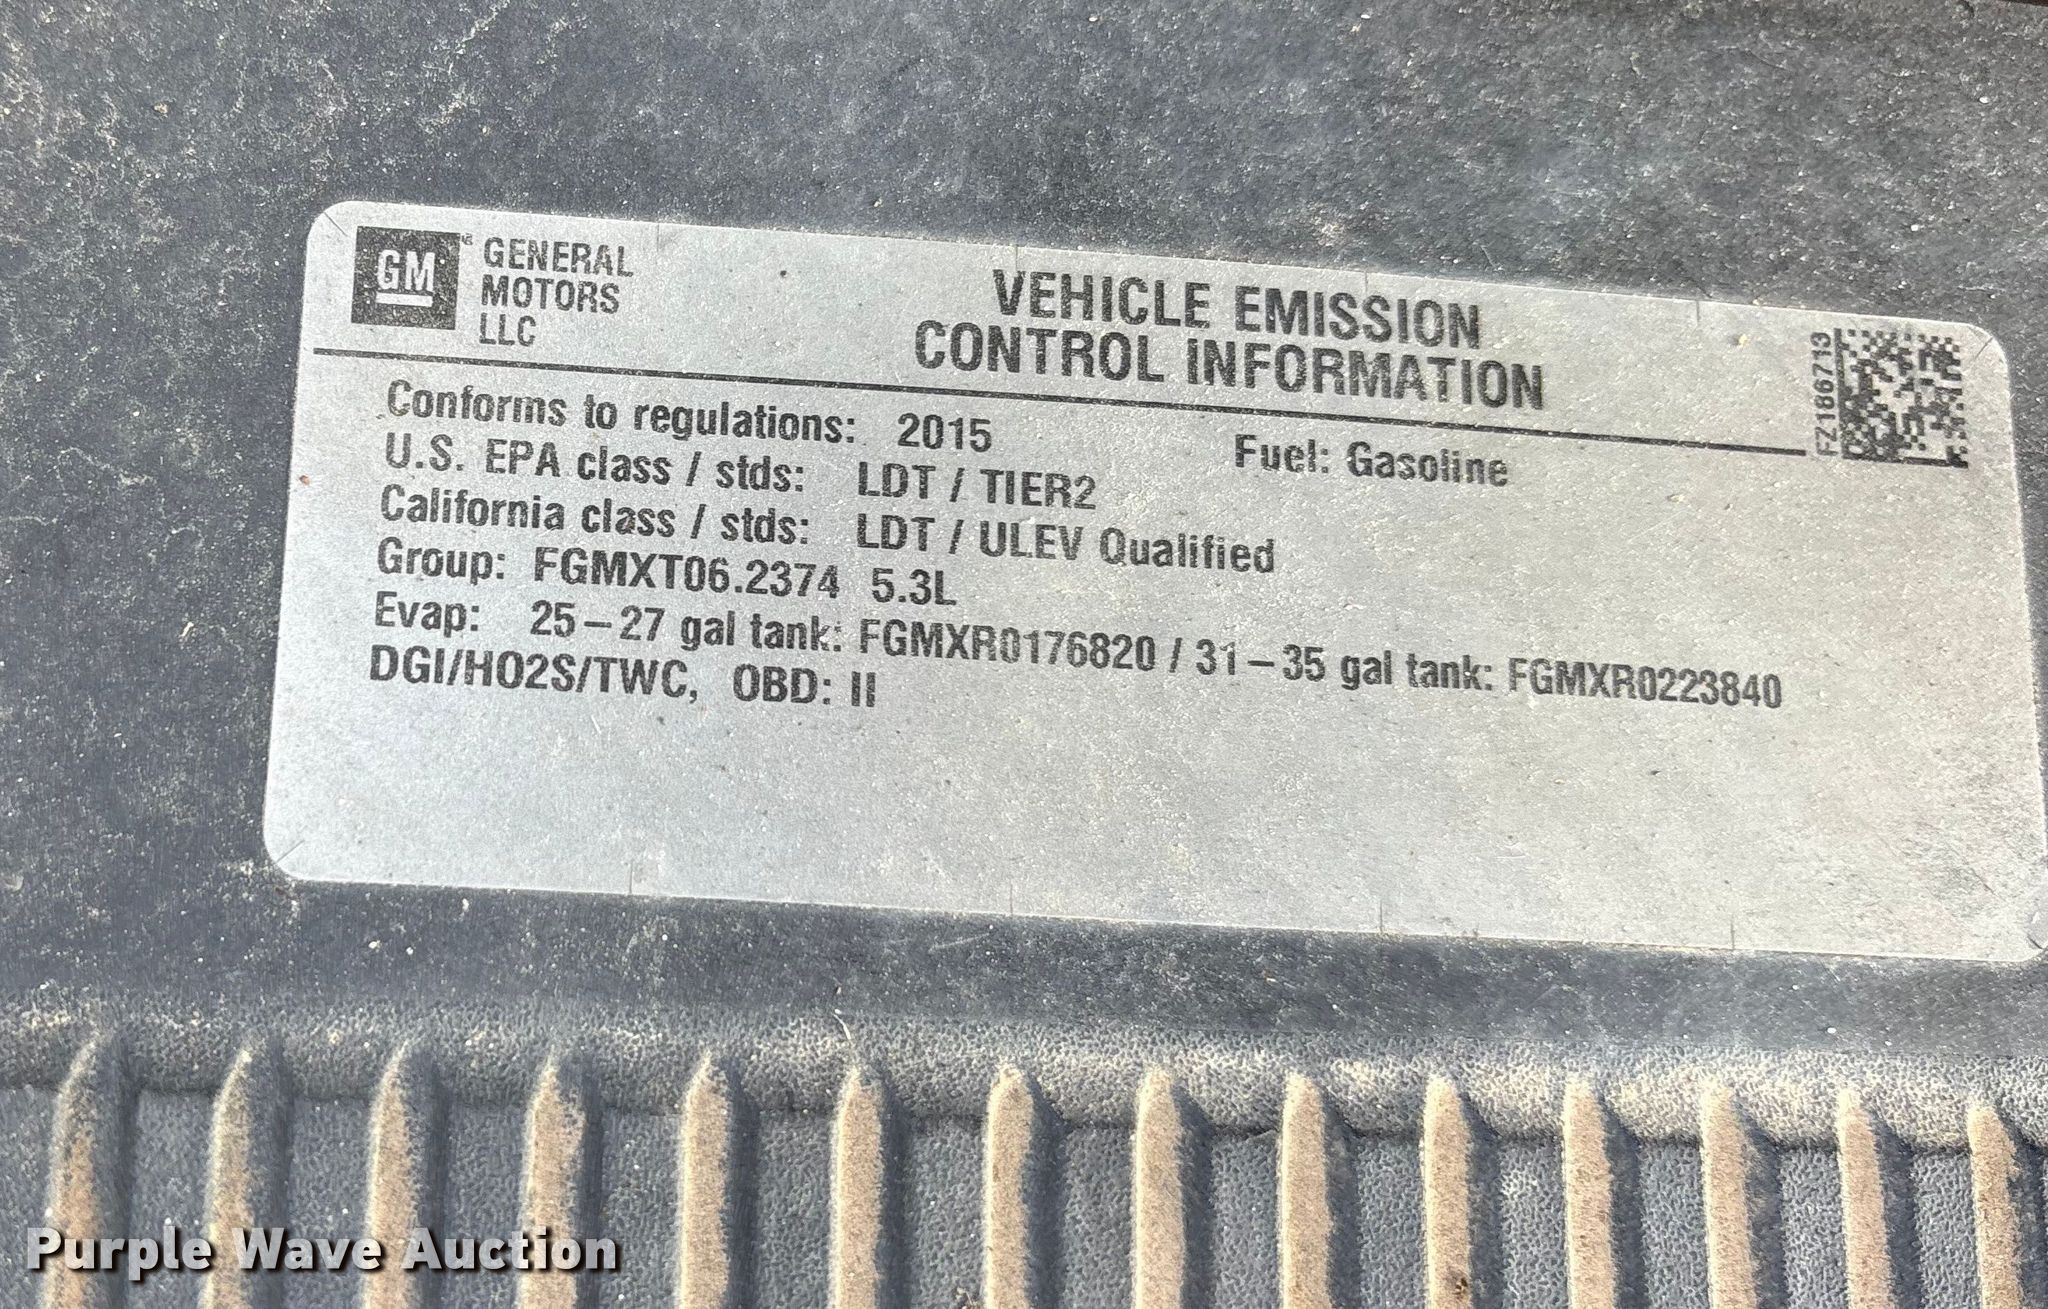 GM
GENERAL
MOTORS
LLC
VEHICLE EMISSION
CONTROL INFORMATION
FZ186713
Conforms to regulations: 2015 Fuel: Gasoline
U.S. EPA class / stds: LDT / TIER2
California class / stds: LDT / ULEV Qualified
Group: FGMXT06.2374 5.3L
Evap: 25–27 gal tank: FGMXR0176820 / 31–35 gal tank: FGMXR0223840
DGI/HO2S/TWC, OBD: II
Purple Wave Auction